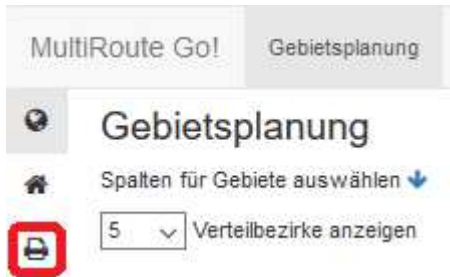 MultiRoute Go! Gebietsplanung
Gebietsplanung
Spalten für Gebiete auswählen
5 Verteilbezirke anzeigen